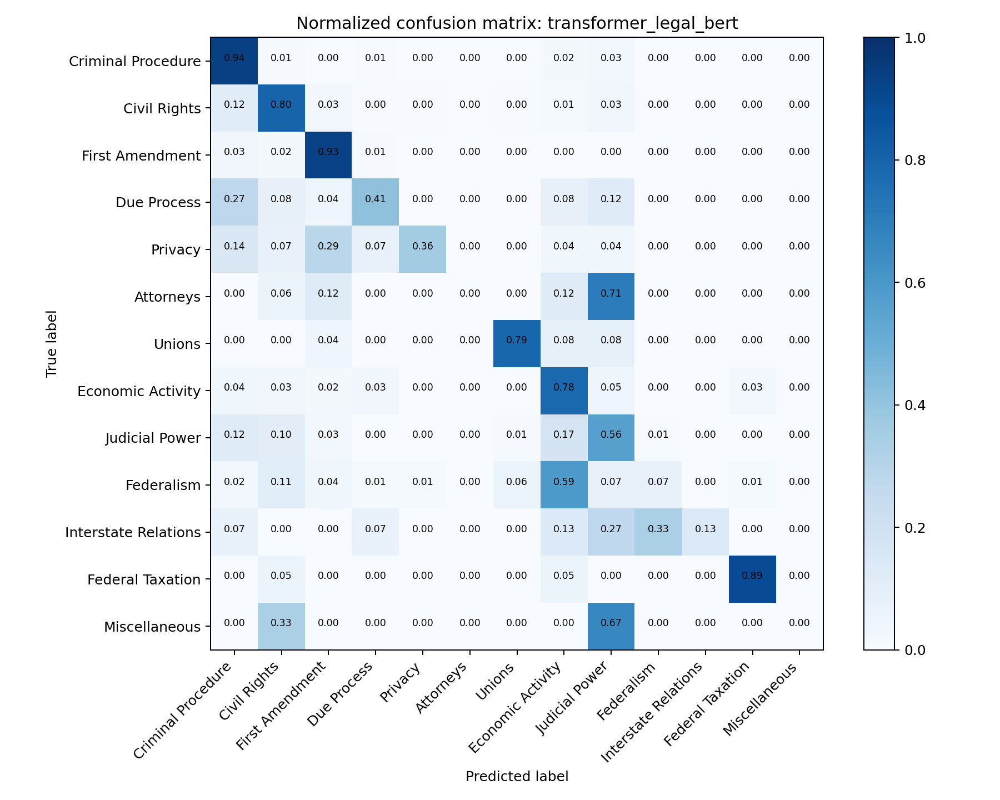 Normalized confusion matrix: transformer_legal_bert
Criminal Procedure 0.94 0.01 0.00 0.01 0.00 0.00 0.00 0.02 0.03 0.00 0.00 0.00 0.00
Civil Rights 0.12 0.80 0.03 0.00 0.00 0.00 0.00 0.01 0.03 0.00 0.00 0.00 0.00
First Amendment 0.03 0.02 0.93 0.01 0.00 0.00 0.00 0.00 0.00 0.00 0.00 0.00 0.00
Due Process 0.27 0.08 0.04 0.41 0.00 0.00 0.00 0.08 0.12 0.00 0.00 0.00 0.00
Privacy 0.14 0.07 0.29 0.07 0.36 0.00 0.00 0.04 0.04 0.00 0.00 0.00 0.00
Attorneys 0.00 0.06 0.12 0.00 0.00 0.00 0.00 0.12 0.71 0.00 0.00 0.00 0.00
Unions 0.00 0.00 0.04 0.00 0.00 0.00 0.79 0.08 0.08 0.00 0.00 0.00 0.00
Economic Activity 0.04 0.03 0.02 0.03 0.00 0.00 0.00 0.78 0.05 0.00 0.00 0.03 0.00
Judicial Power 0.12 0.10 0.03 0.00 0.00 0.00 0.01 0.17 0.56 0.01 0.00 0.00 0.00
Federalism 0.02 0.11 0.04 0.01 0.01 0.00 0.06 0.59 0.07 0.07 0.00 0.01 0.00
Interstate Relations 0.07 0.00 0.00 0.07 0.00 0.00 0.00 0.13 0.27 0.33 0.13 0.00 0.00
Federal Taxation 0.00 0.05 0.00 0.00 0.00 0.00 0.00 0.05 0.00 0.00 0.00 0.89 0.00
Miscellaneous 0.00 0.33 0.00 0.00 0.00 0.00 0.00 0.00 0.67 0.00 0.00 0.00 0.00
True label
Criminal Procedure
Civil Rights
First Amendment
Due Process
Privacy
Attorneys
Unions
Economic Activity
Judicial Power
Federalism
Interstate Relations
Federal Taxation
Miscellaneous
Predicted label
1.0
0.8
0.6
0.4
0.2
0.0